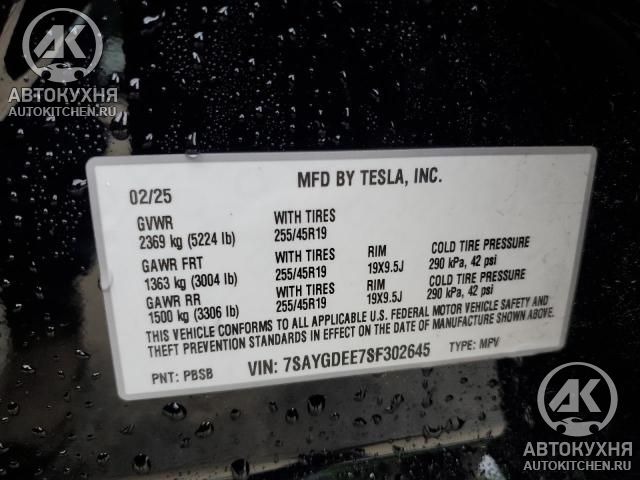 АК
АВТОКУХНЯ
AUTOKITCHEN.RU
MFD BY TESLA, INC.
02/25
GVWR WITH TIRES
2369 kg (5224 lb) 255/45R19
GAWR FRT WITH TIRES RIM COLD TIRE PRESSURE
1363 kg (3004 lb) 255/45R19 19X9.5J 290 kPa, 42 psi
GAWR RR WITH TIRES RIM COLD TIRE PRESSURE
1500 kg (3306 lb) 255/45R19 19X9.5J 290 kPa, 42 psi
THIS VEHICLE CONFORMS TO ALL APPLICABLE U.S. FEDERAL MOTOR VEHICLE SAFETY AND
THEFT PREVENTION STANDARDS IN EFFECT ON THE DATE OF MANUFACTURE SHOWN ABOVE.
PNT: PBSB VIN: 7SAYGDEE7SF302645 TYPE: MPV
АК
АВТОКУХНЯ
AUTOKITCHEN.RU